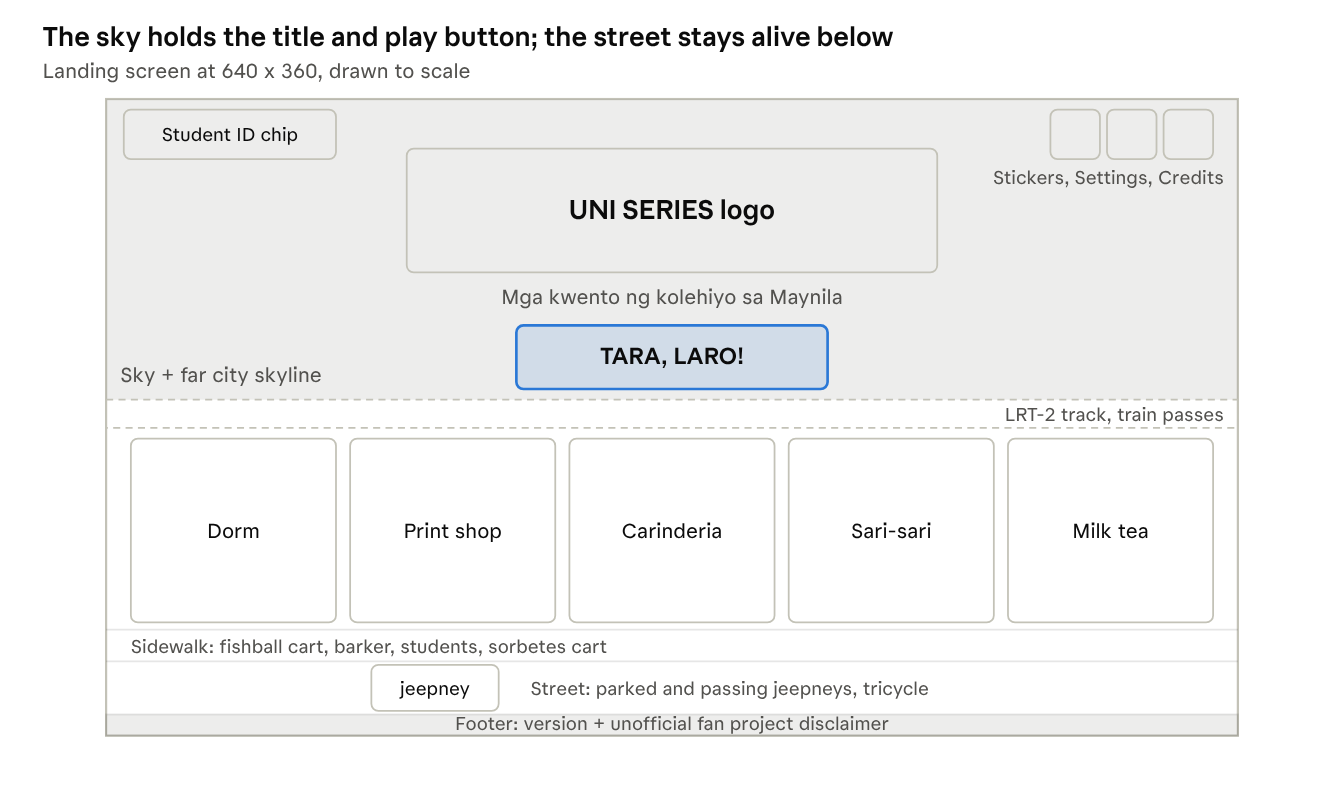 The sky holds the title and play button; the street stays alive below
Landing screen at 640 x 360, drawn to scale
Student ID chip
Stickers, Settings, Credits
UNI SERIES logo
Mga kwento ng kolehiyo sa Maynila
TARA, LARO!
Sky + far city skyline
LRT-2 track, train passes
Dorm
Print shop
Carinderia
Sari-sari
Milk tea
Sidewalk: fishball cart, barker, students, sorbetes cart
jeepney
Street: parked and passing jeepneys, tricycle
Footer: version + unofficial fan project disclaimer